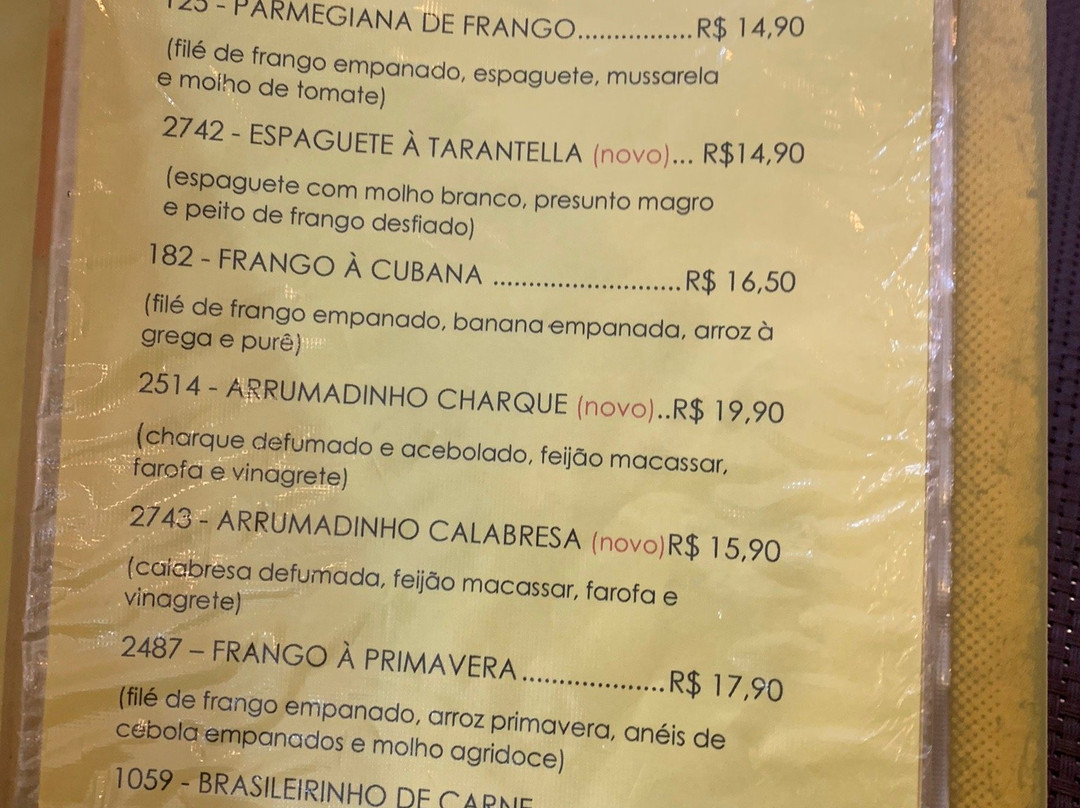 125 - PARMEGIANA DE FRANGO................R$ 14,90
(filé de frango empanado, espaguete, mussarela
e molho de tomate)
2742 - ESPAGUETE À TARANTELLA (novo)... R$14,90
(espaguete com molho branco, presunto magro
e peito de frango desfiado)
182 - FRANGO À CUBANA ..........................R$ 16,50
(filé de frango empanado, banana empanada, arroz à
grega e purê)
2514 - ARRUMADINHO CHARQUE (novo)..R$ 19,90
(charque defumado e acebolado, feijão macassar,
farofa e vinagrete)
2743 - ARRUMADINHO CALABRESA (novo)R$ 15,90
(calabresa defumada, feijão macassar, farofa e
vinagrete)
2487 – FRANGO À PRIMAVERA....................R$ 17,90
(filé de frango empanado, arroz primavera, anéis de
cebola empanados e molho agridoce)
1059 - BRASILEIRINHO DE CARNE